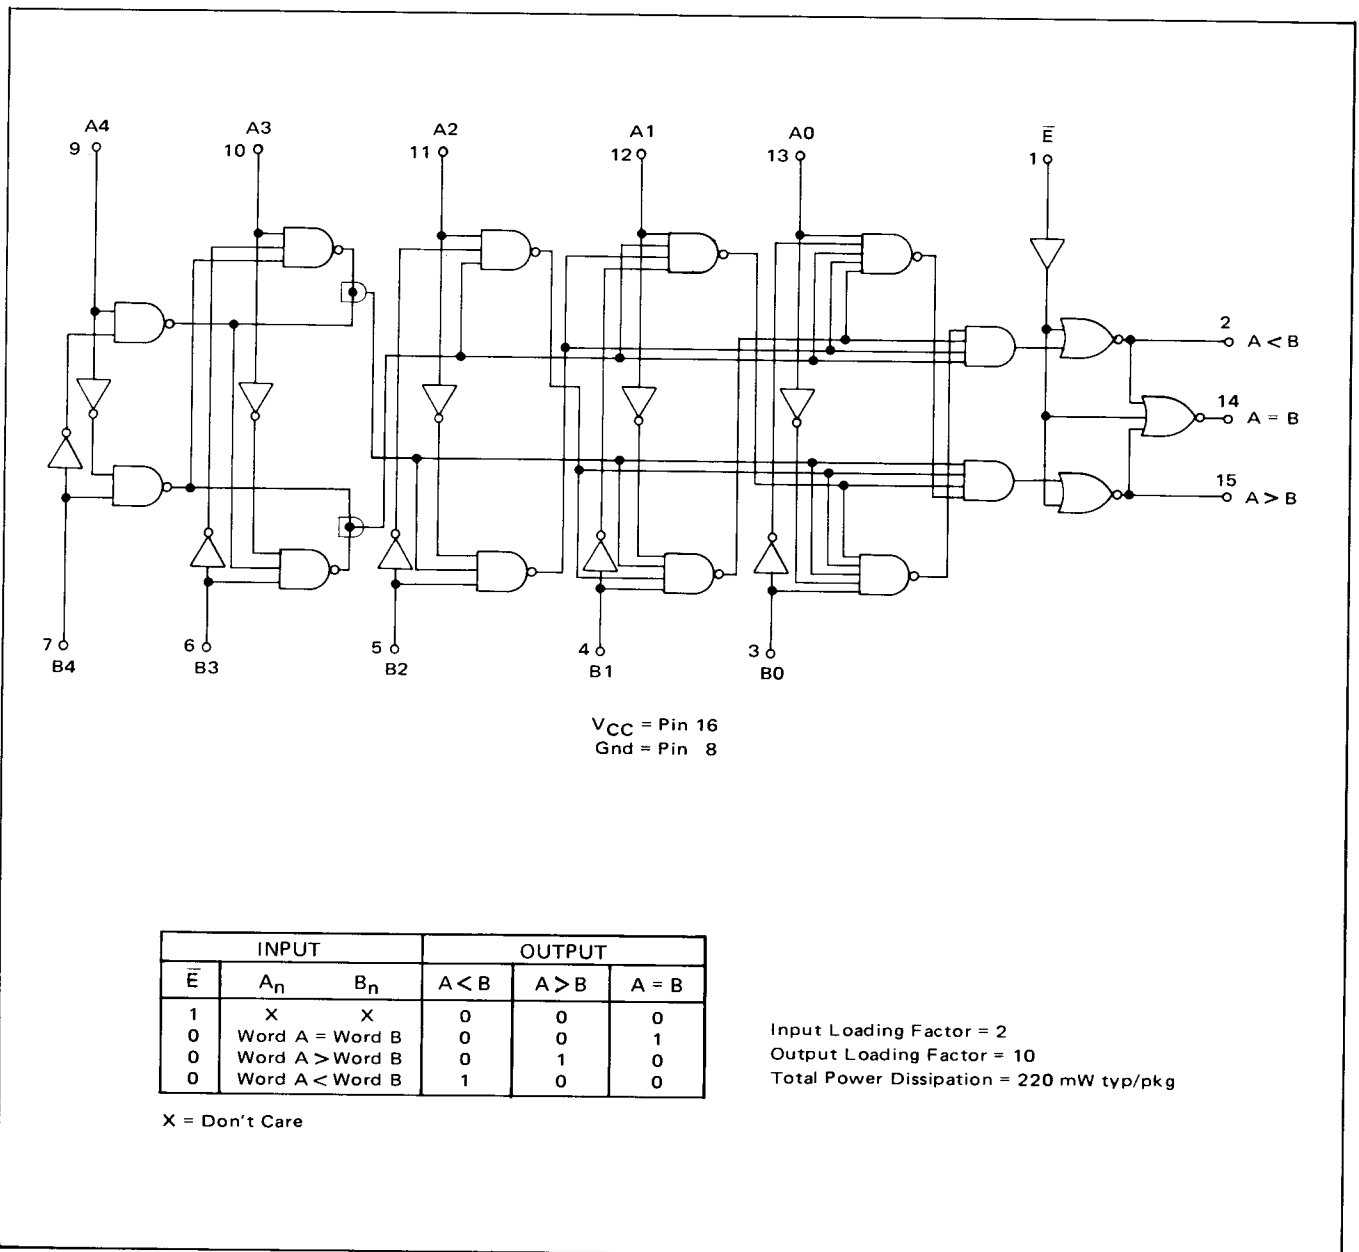 A4
9
A3
10
A2
11
A1
12
A0
13
E̅
1
2
A < B
14
A = B
15
A > B
7
B4
6
B3
5
B2
4
B1
3
B0
VCC = Pin 16
Gnd = Pin 8
INPUT OUTPUT
E̅ An Bn A < B A > B A = B
1 X X 0 0 0
0 Word A = Word B 0 0 1
0 Word A > Word B 0 1 0
0 Word A < Word B 1 0 0
X = Don't Care
Input Loading Factor = 2
Output Loading Factor = 10
Total Power Dissipation = 220 mW typ/pkg